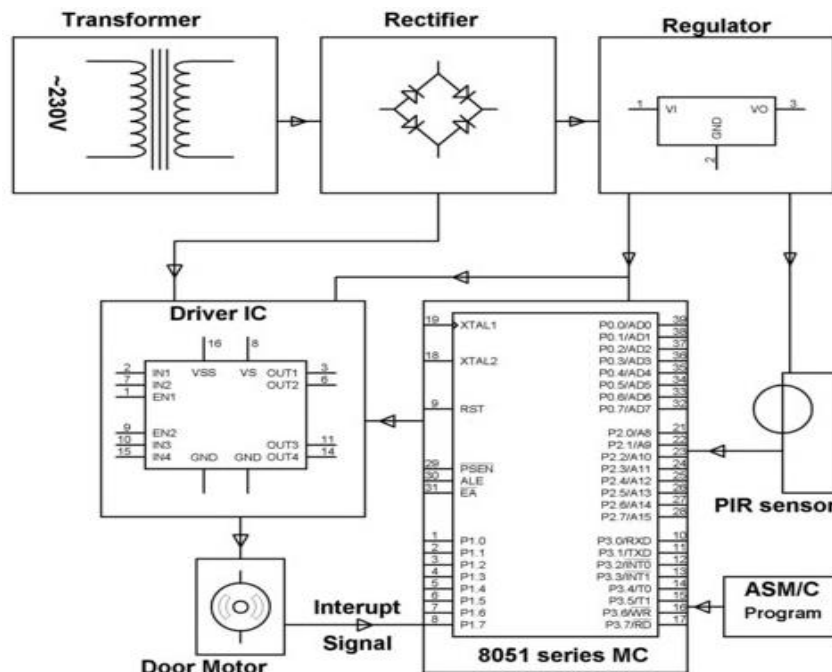 Transformer
Rectifier
Regulator
~230V
1
VI
VO
3
GND
2
Driver IC
16
8
VSS
VS
2
IN1
7
IN2
1
EN1
OUT1
3
OUT2
6
9
EN2
10
IN3
15
IN4
OUT3
11
OUT4
14
GND
GND
19
XTAL1
18
XTAL2
9
RST
29
PSEN
30
ALE
31
EA
1
P1.0
2
P1.1
3
P1.2
4
P1.3
5
P1.4
6
P1.5
7
P1.6
8
P1.7
P0.0/AD0
39
P0.1/AD1
38
P0.2/AD2
37
P0.3/AD3
36
P0.4/AD4
35
P0.5/AD5
34
P0.6/AD6
33
P0.7/AD7
32
P2.0/A8
21
P2.1/A9
22
P2.2/A10
23
P2.3/A11
24
P2.4/A12
25
P2.5/A13
26
P2.6/A14
27
P2.7/A15
28
P3.0/RXD
10
P3.1/TXD
11
P3.2/INT0
12
P3.3/INT1
13
P3.4/T0
14
P3.5/T1
15
P3.6/WR
16
P3.7/RD
17
8051 series MC
PIR sensor
ASM/C
Program
Interupt
Signal
Door Motor